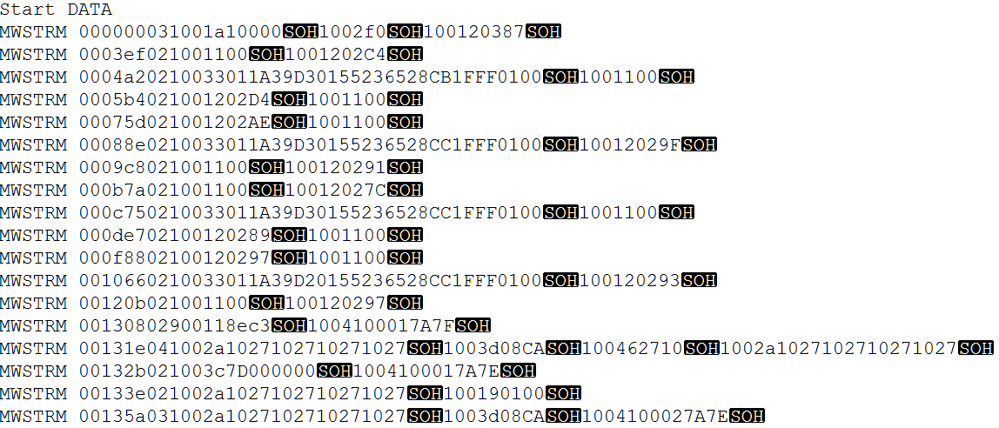 Start DATA
MWSTRM 000000031001a10000SOH1002f0SOH100120387SOH
MWSTRM 0003ef021001100SOH1001202C4SOH
MWSTRM 0004a20210033011A39D30155236528CB1FFF0100SOH1001100SOH
MWSTRM 0005b4021001202D4SOH1001100SOH
MWSTRM 00075d021001202AESOH1001100SOH
MWSTRM 00088e0210033011A39D30155236528CC1FFF0100SOH10012029FSOH
MWSTRM 0009c8021001100SOH100120291SOH
MWSTRM 000b7a021001100SOH10012027CSOH
MWSTRM 000c750210033011A39D30155236528CC1FFF0100SOH1001100SOH
MWSTRM 000de702100120289SOH1001100SOH
MWSTRM 000f8802100120297SOH1001100SOH
MWSTRM 0010660210033011A39D20155236528CC1FFF0100SOH100120293SOH
MWSTRM 00120b021001100SOH100120297SOH
MWSTRM 00130802900118ec3SOH1004100017A7FSOH
MWSTRM 00131e041002a1027102710271027SOH1003d08CASOH100462710SOH1002a1027102710271027SOH
MWSTRM 00132b021003c7D000000SOH1004100017A7ESOH
MWSTRM 00133e021002a1027102710271027SOH100190100SOH
MWSTRM 00135a031002a1027102710271027SOH1003d08CASOH1004100027A7ESOH